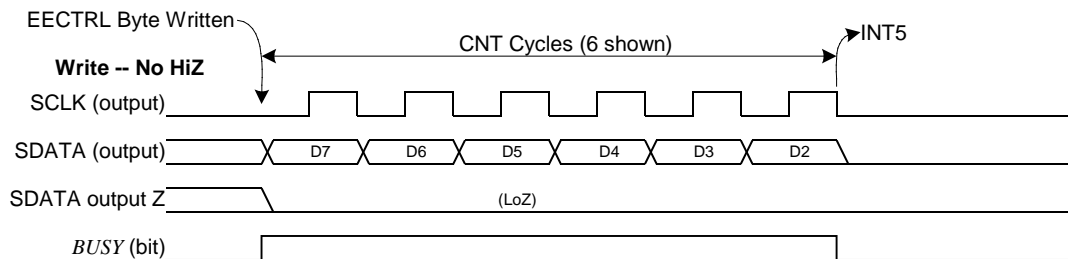 EECTRL Byte Written
INT5
CNT Cycles (6 shown)
Write -- No HiZ
SCLK (output)
SDATA (output) D7 D6 D5 D4 D3 D2
SDATA output Z (LoZ)
BUSY (bit)